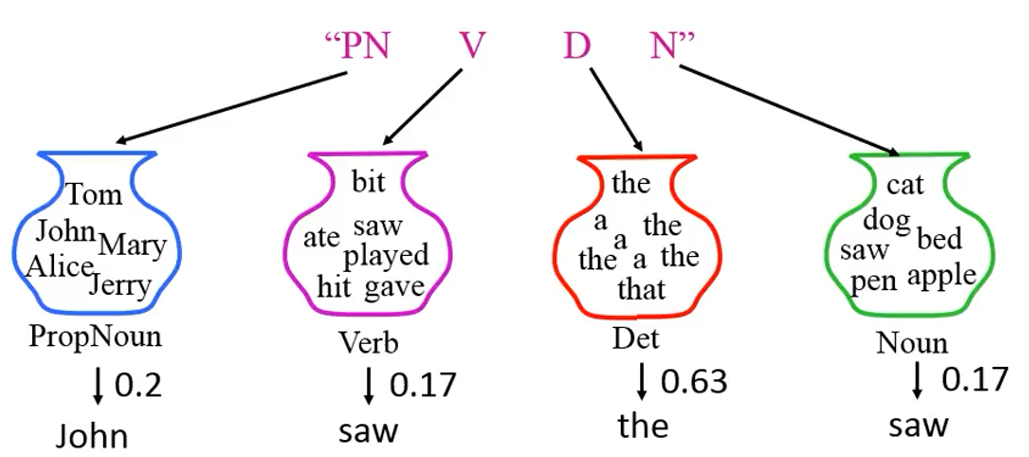 “PN V D N”
Tom
John Mary
Alice
Jerry
PropNoun
0.2
John
bit
ate saw
played
hit gave
Verb
0.17
saw
the
a the
a
the a the
that
Det
0.63
the
cat
dog
saw bed
pen apple
Noun
0.17
saw